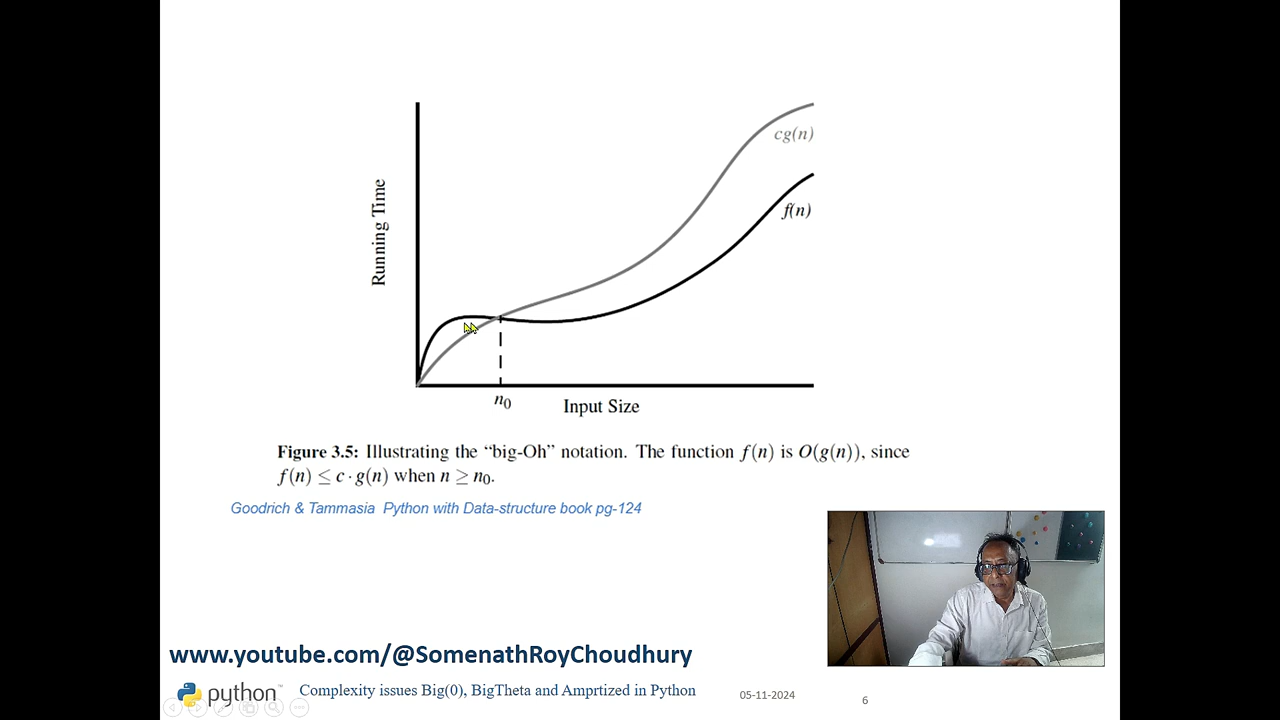 cg(n)
Running Time
f(n)
n0
Input Size
Figure 3.5: Illustrating the “big-Oh” notation. The function f(n) is O(g(n)), since
f(n) ≤ c · g(n) when n ≥ n0.
Goodrich & Tammasia Python with Data-structure book pg-124
www.youtube.com/@SomenathRoyChoudhury
python™ Complexity issues Big(0), BigTheta and Amprtized in Python 05-11-2024 6